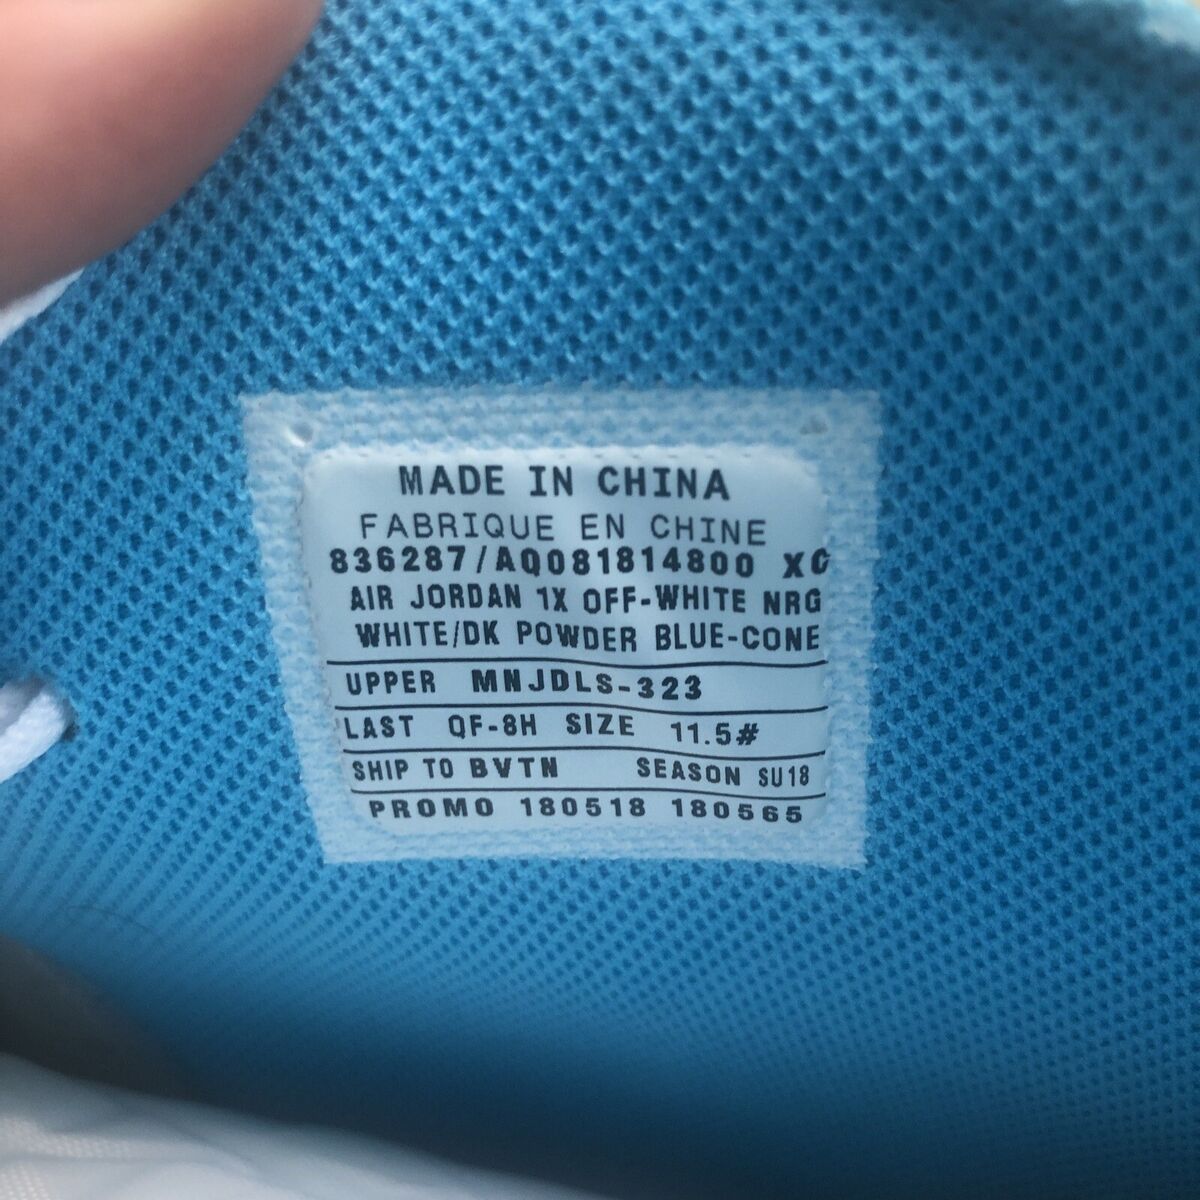 MADE IN CHINA
FABRIQUE EN CHINE
836287/AQ081814800 XC
AIR JORDAN 1X OFF-WHITE NRG
WHITE/DK POWDER BLUE-CONE
UPPER MNJDLS-323
LAST QF-8H SIZE 11.5#
SHIP TO BVTN SEASON SU18
PROMO 180518 180565